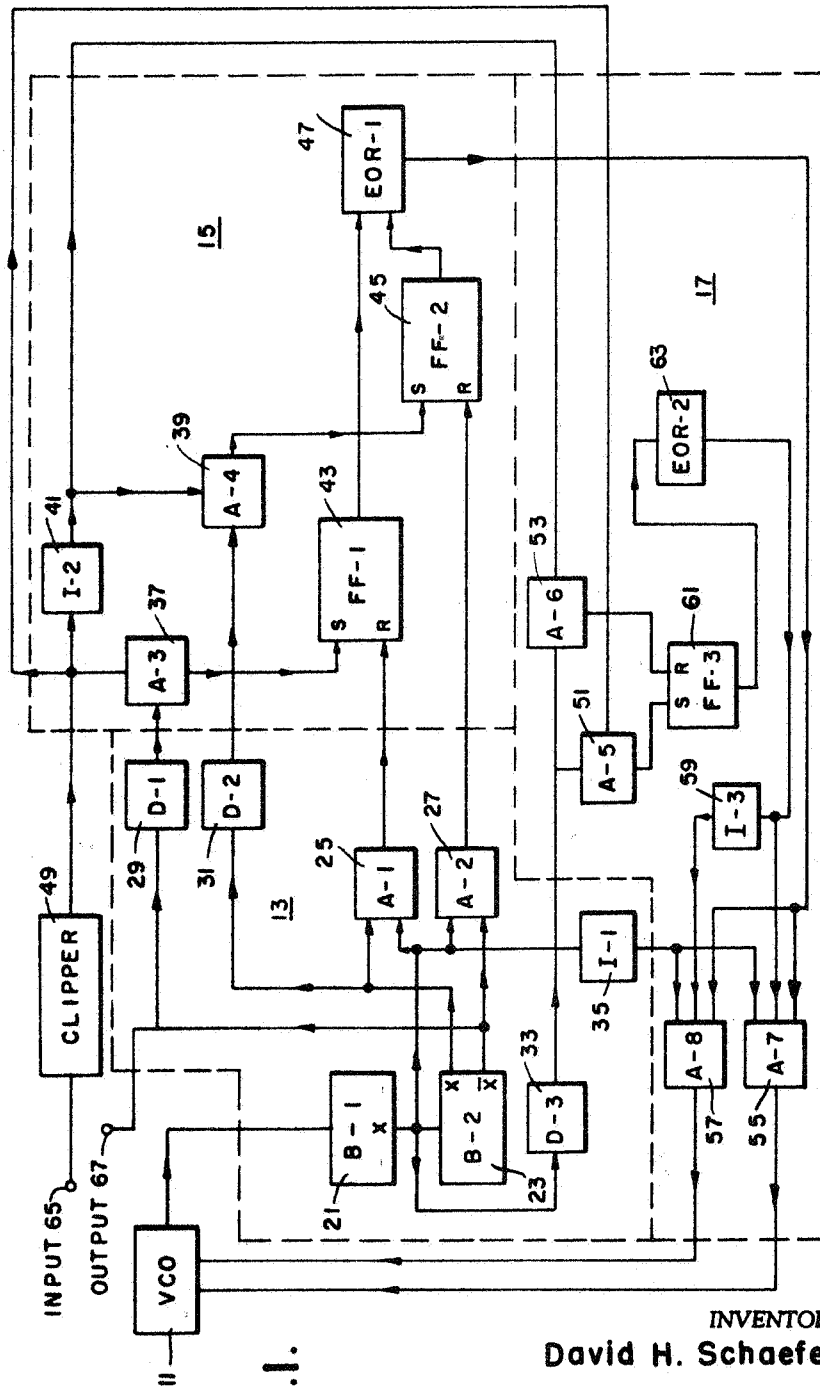 INPUT 65
OUTPUT 67
CLIPPER
49
VCO
11
I-2
41
A-3
37
A-4
39
D-1
29
D-2
31
13
15
FF-1
S
R
43
FF-2
S
R
45
EOR-1
47
A-1
25
A-2
27
B-1
X
21
B-2
X
X̅
23
D-3
33
I-1
35
A-6
53
A-5
51
FF-3
S
R
61
EOR-2
63
17
I-3
59
A-8
57
A-7
55
INVENTOR
David H. Schaefe